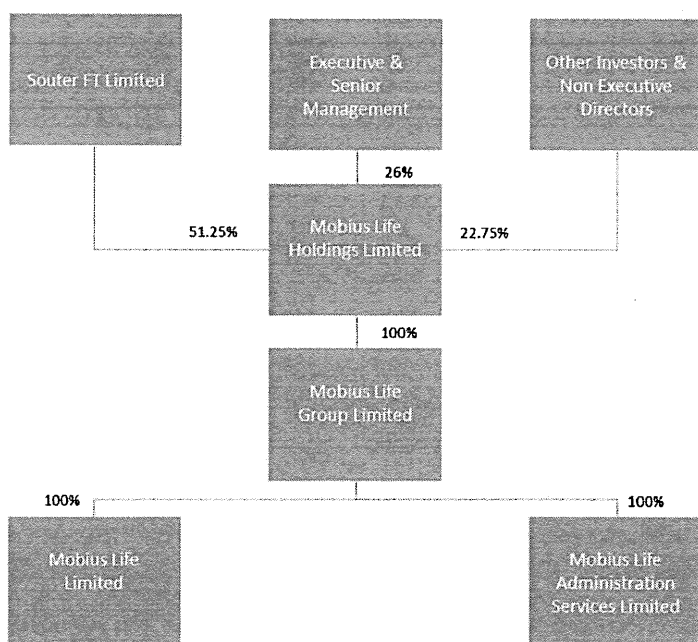 Souter FT Limited
Executive &
Senior
Management
Other Investors &
Non Executive
Directors
26%
51.25%
Mobius Life
Holdings Limited
22.75%
100%
Mobius Life
Group Limited
100%
100%
Mobius Life
Limited
Mobius Life
Administration
Services Limited